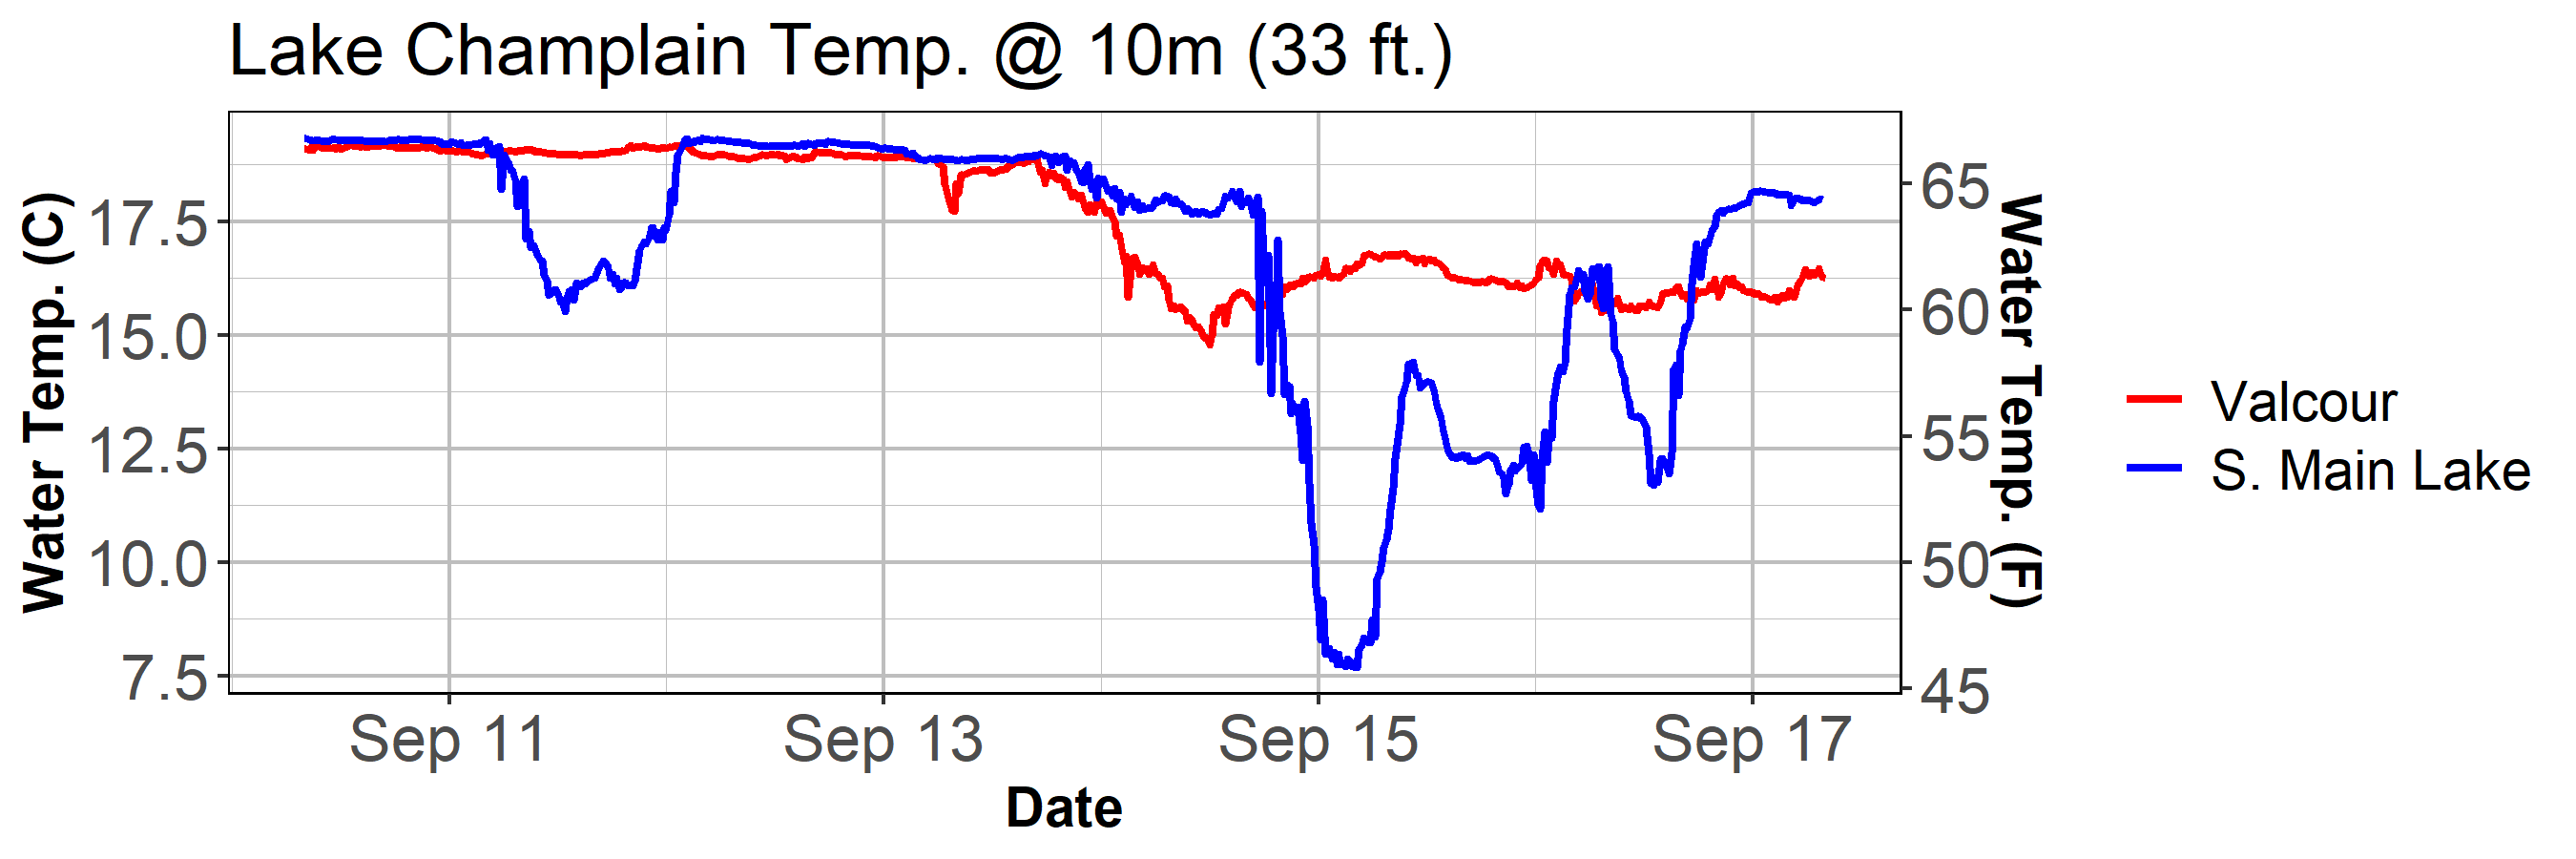 Lake Champlain Temp. @ 10m (33 ft.)
Water Temp. (C)
17.5
15.0
12.5
10.0
7.5
65
60
55
50
45
Water Temp. (F)
Sep 11
Sep 13
Sep 15
Sep 17
Date
Valcour
S. Main Lake